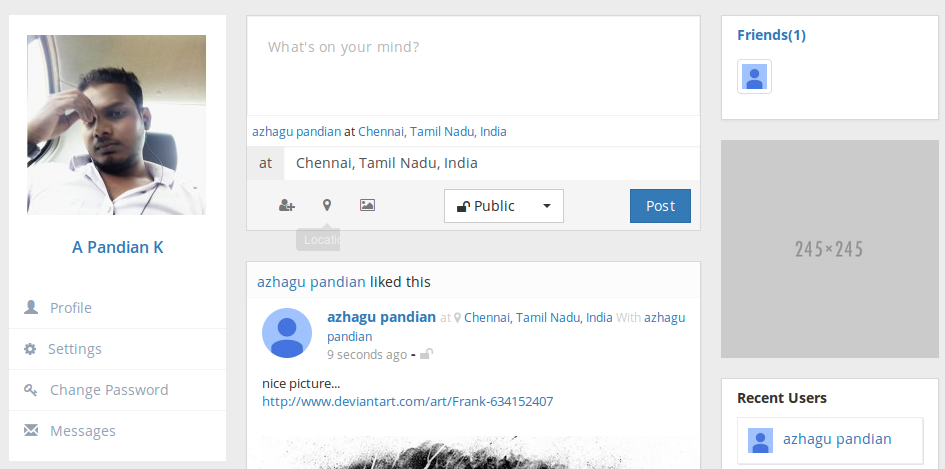 A Pandian K
Profile
Settings
Change Password
Messages
What's on your mind?
azhagu pandian at Chennai, Tamil Nadu, India
at Chennai, Tamil Nadu, India
Public
Post
azhagu pandian liked this
azhagu pandian at Chennai, Tamil Nadu, India With azhagu
pandian
9 seconds ago -
nice picture...
http://www.deviantart.com/art/Frank-634152407
Friends(1)
245×245
Recent Users
azhagu pandian